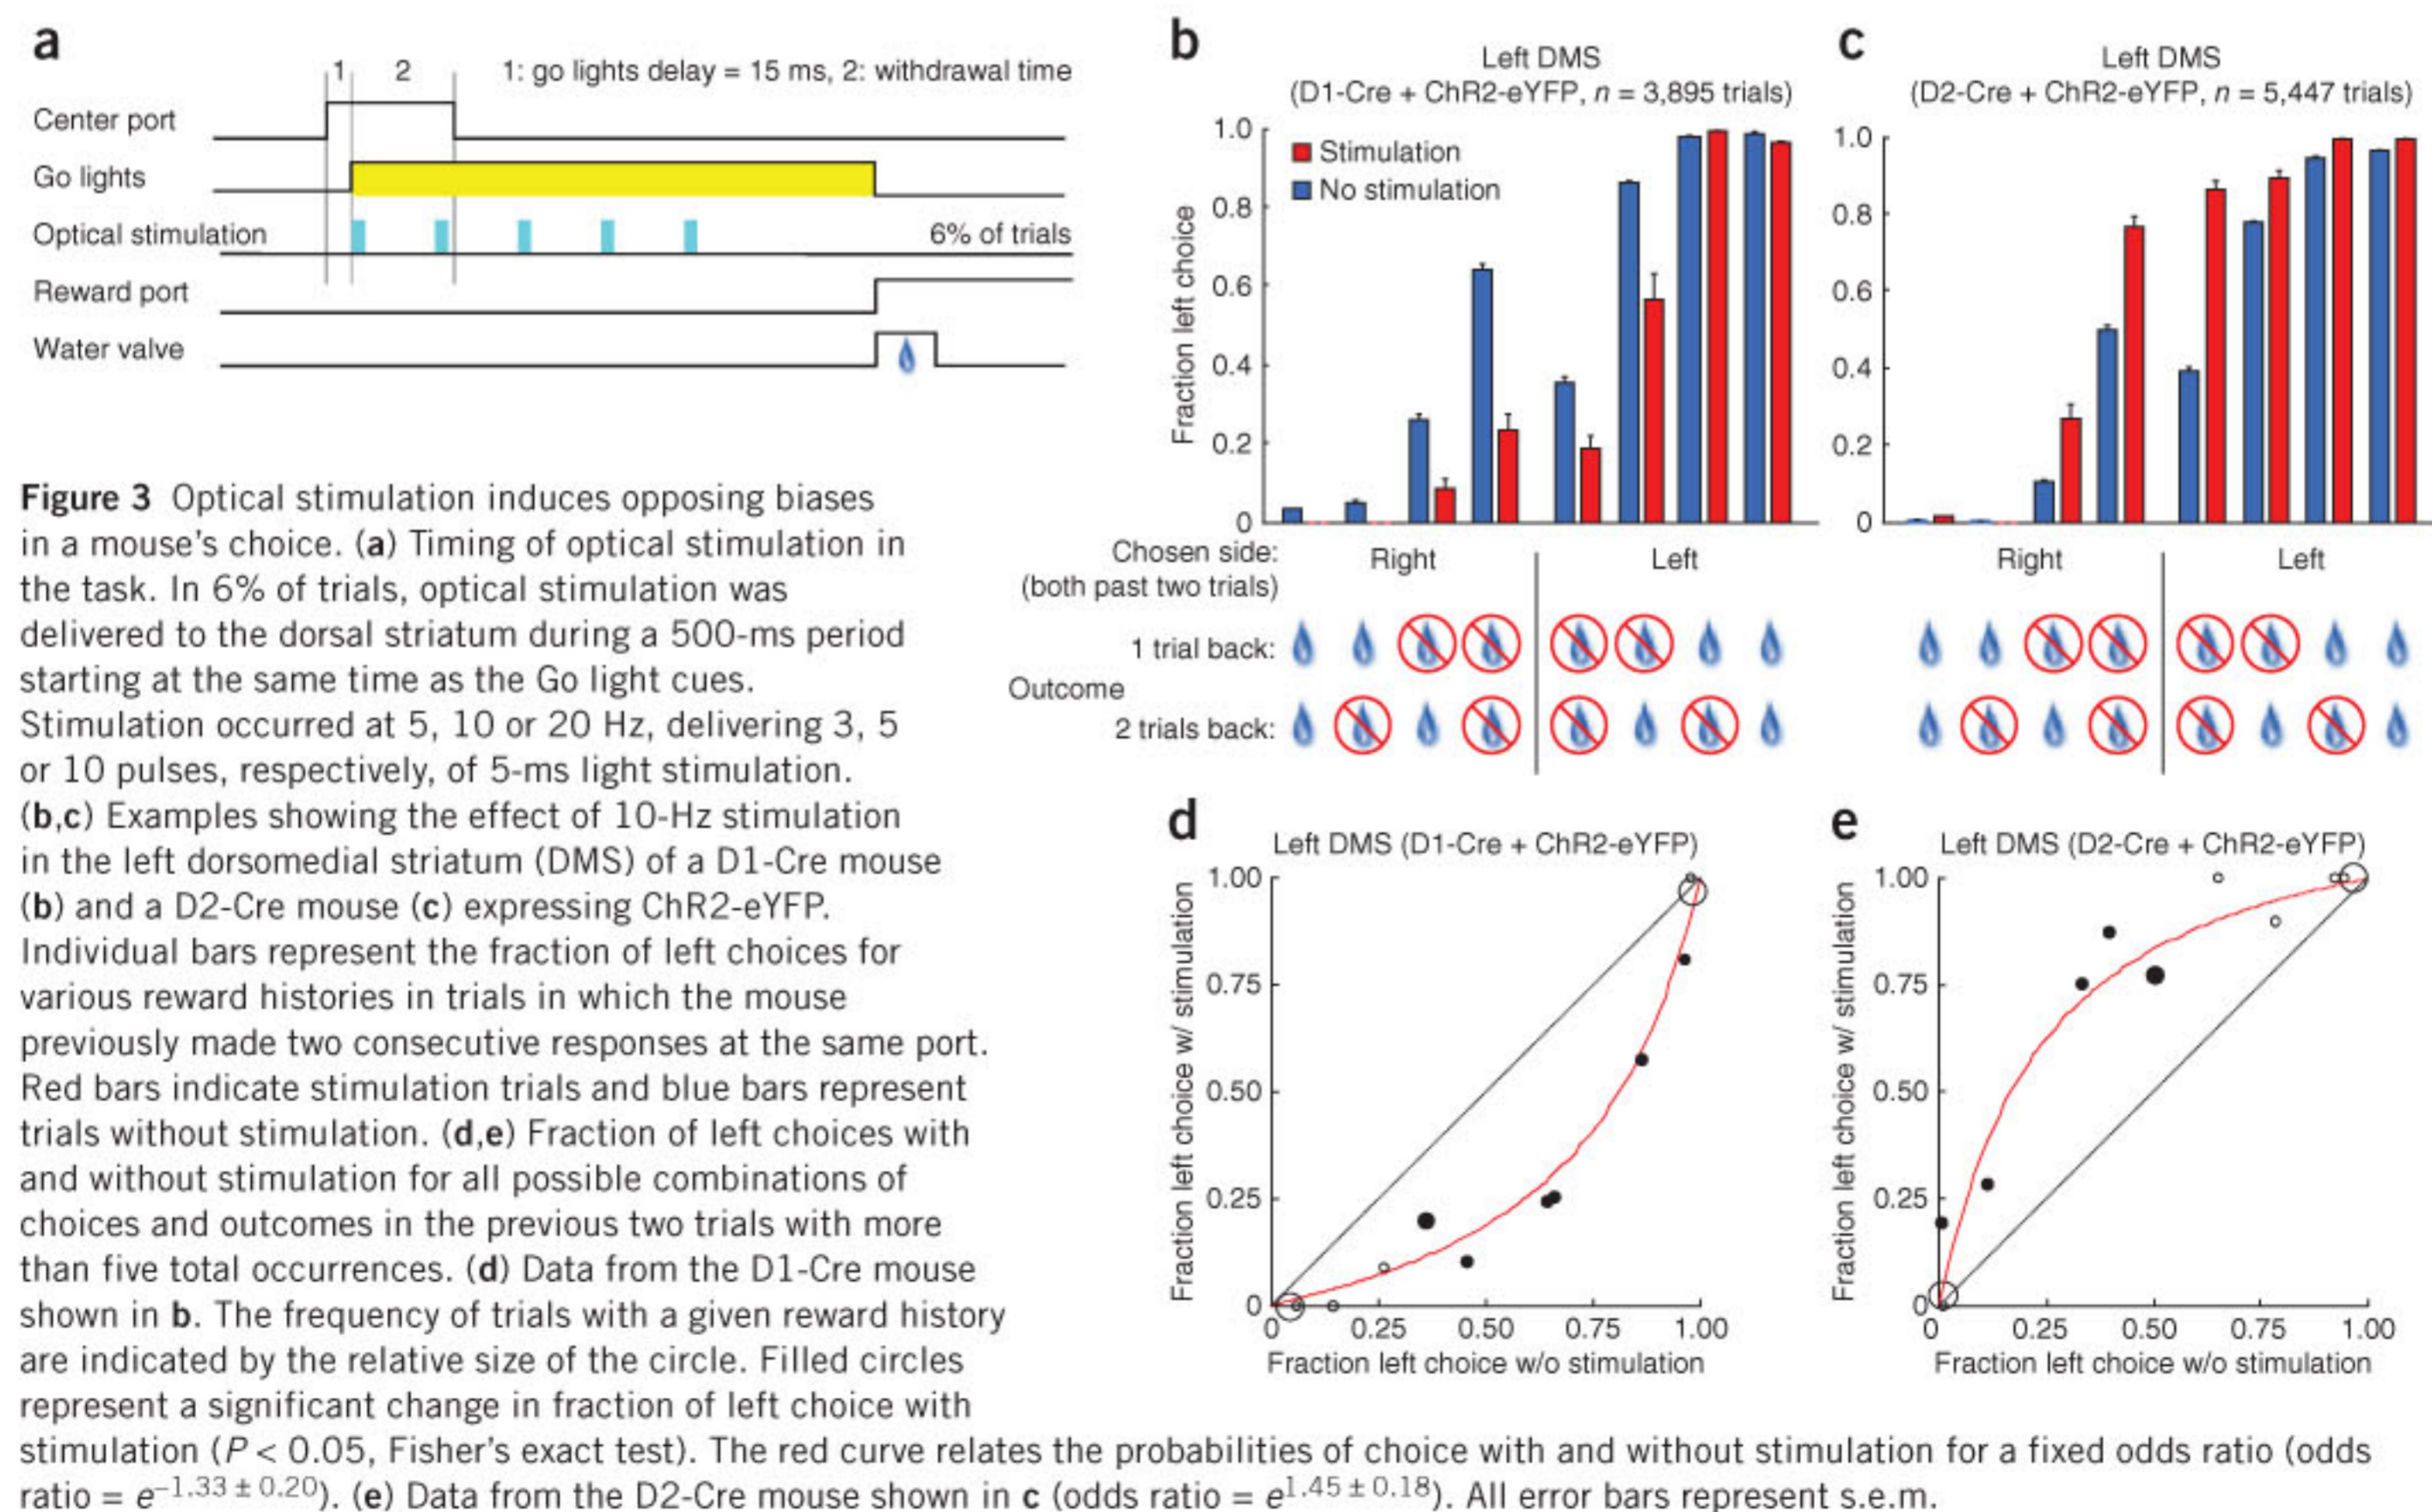 a
1 2 1: go lights delay = 15 ms, 2: withdrawal time
Center port
Go lights
Optical stimulation 6% of trials
Reward port
Water valve
b
Left DMS
(D1-Cre + ChR2-eYFP, n = 3,895 trials)
Stimulation
No stimulation
Fraction left choice
1.0
0.8
0.6
0.4
0.2
0
c
Left DMS
(D2-Cre + ChR2-eYFP, n = 5,447 trials)
1.0
0.8
0.6
0.4
0.2
0
Chosen side:
(both past two trials)
Right Left
Right Left
1 trial back:
Outcome
2 trials back:
d
Left DMS (D1-Cre + ChR2-eYFP)
Fraction left choice w/ stimulation
1.00
0.75
0.50
0.25
0
0 0.25 0.50 0.75 1.00
Fraction left choice w/o stimulation
e
Left DMS (D2-Cre + ChR2-eYFP)
Fraction left choice w/ stimulation
1.00
0.75
0.50
0.25
0
0 0.25 0.50 0.75 1.00
Fraction left choice w/o stimulation
Figure 3 Optical stimulation induces opposing biases
in a mouse's choice. (a) Timing of optical stimulation in
the task. In 6% of trials, optical stimulation was
delivered to the dorsal striatum during a 500-ms period
starting at the same time as the Go light cues.
Stimulation occurred at 5, 10 or 20 Hz, delivering 3, 5
or 10 pulses, respectively, of 5-ms light stimulation.
(b,c) Examples showing the effect of 10-Hz stimulation
in the left dorsomedial striatum (DMS) of a D1-Cre mouse
(b) and a D2-Cre mouse (c) expressing ChR2-eYFP.
Individual bars represent the fraction of left choices for
various reward histories in trials in which the mouse
previously made two consecutive responses at the same port.
Red bars indicate stimulation trials and blue bars represent
trials without stimulation. (d,e) Fraction of left choices with
and without stimulation for all possible combinations of
choices and outcomes in the previous two trials with more
than five total occurrences. (d) Data from the D1-Cre mouse
shown in b. The frequency of trials with a given reward history
are indicated by the relative size of the circle. Filled circles
represent a significant change in fraction of left choice with
stimulation (P < 0.05, Fisher's exact test). The red curve relates the probabilities of choice with and without stimulation for a fixed odds ratio (odds
ratio = e^−1.33 ± 0.20). (e) Data from the D2-Cre mouse shown in c (odds ratio = e^1.45 ± 0.18). All error bars represent s.e.m.